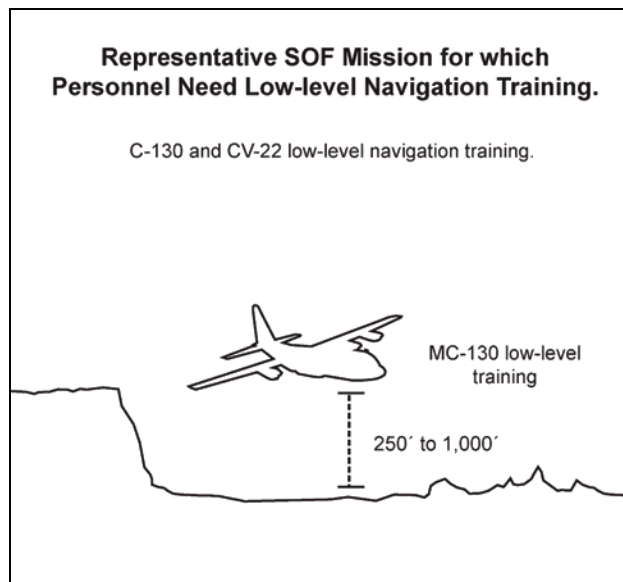 Representative SOF Mission for which
Personnel Need Low-level Navigation Training.
C-130 and CV-22 low-level navigation training.
MC-130 low-level
training
250´ to 1,000´